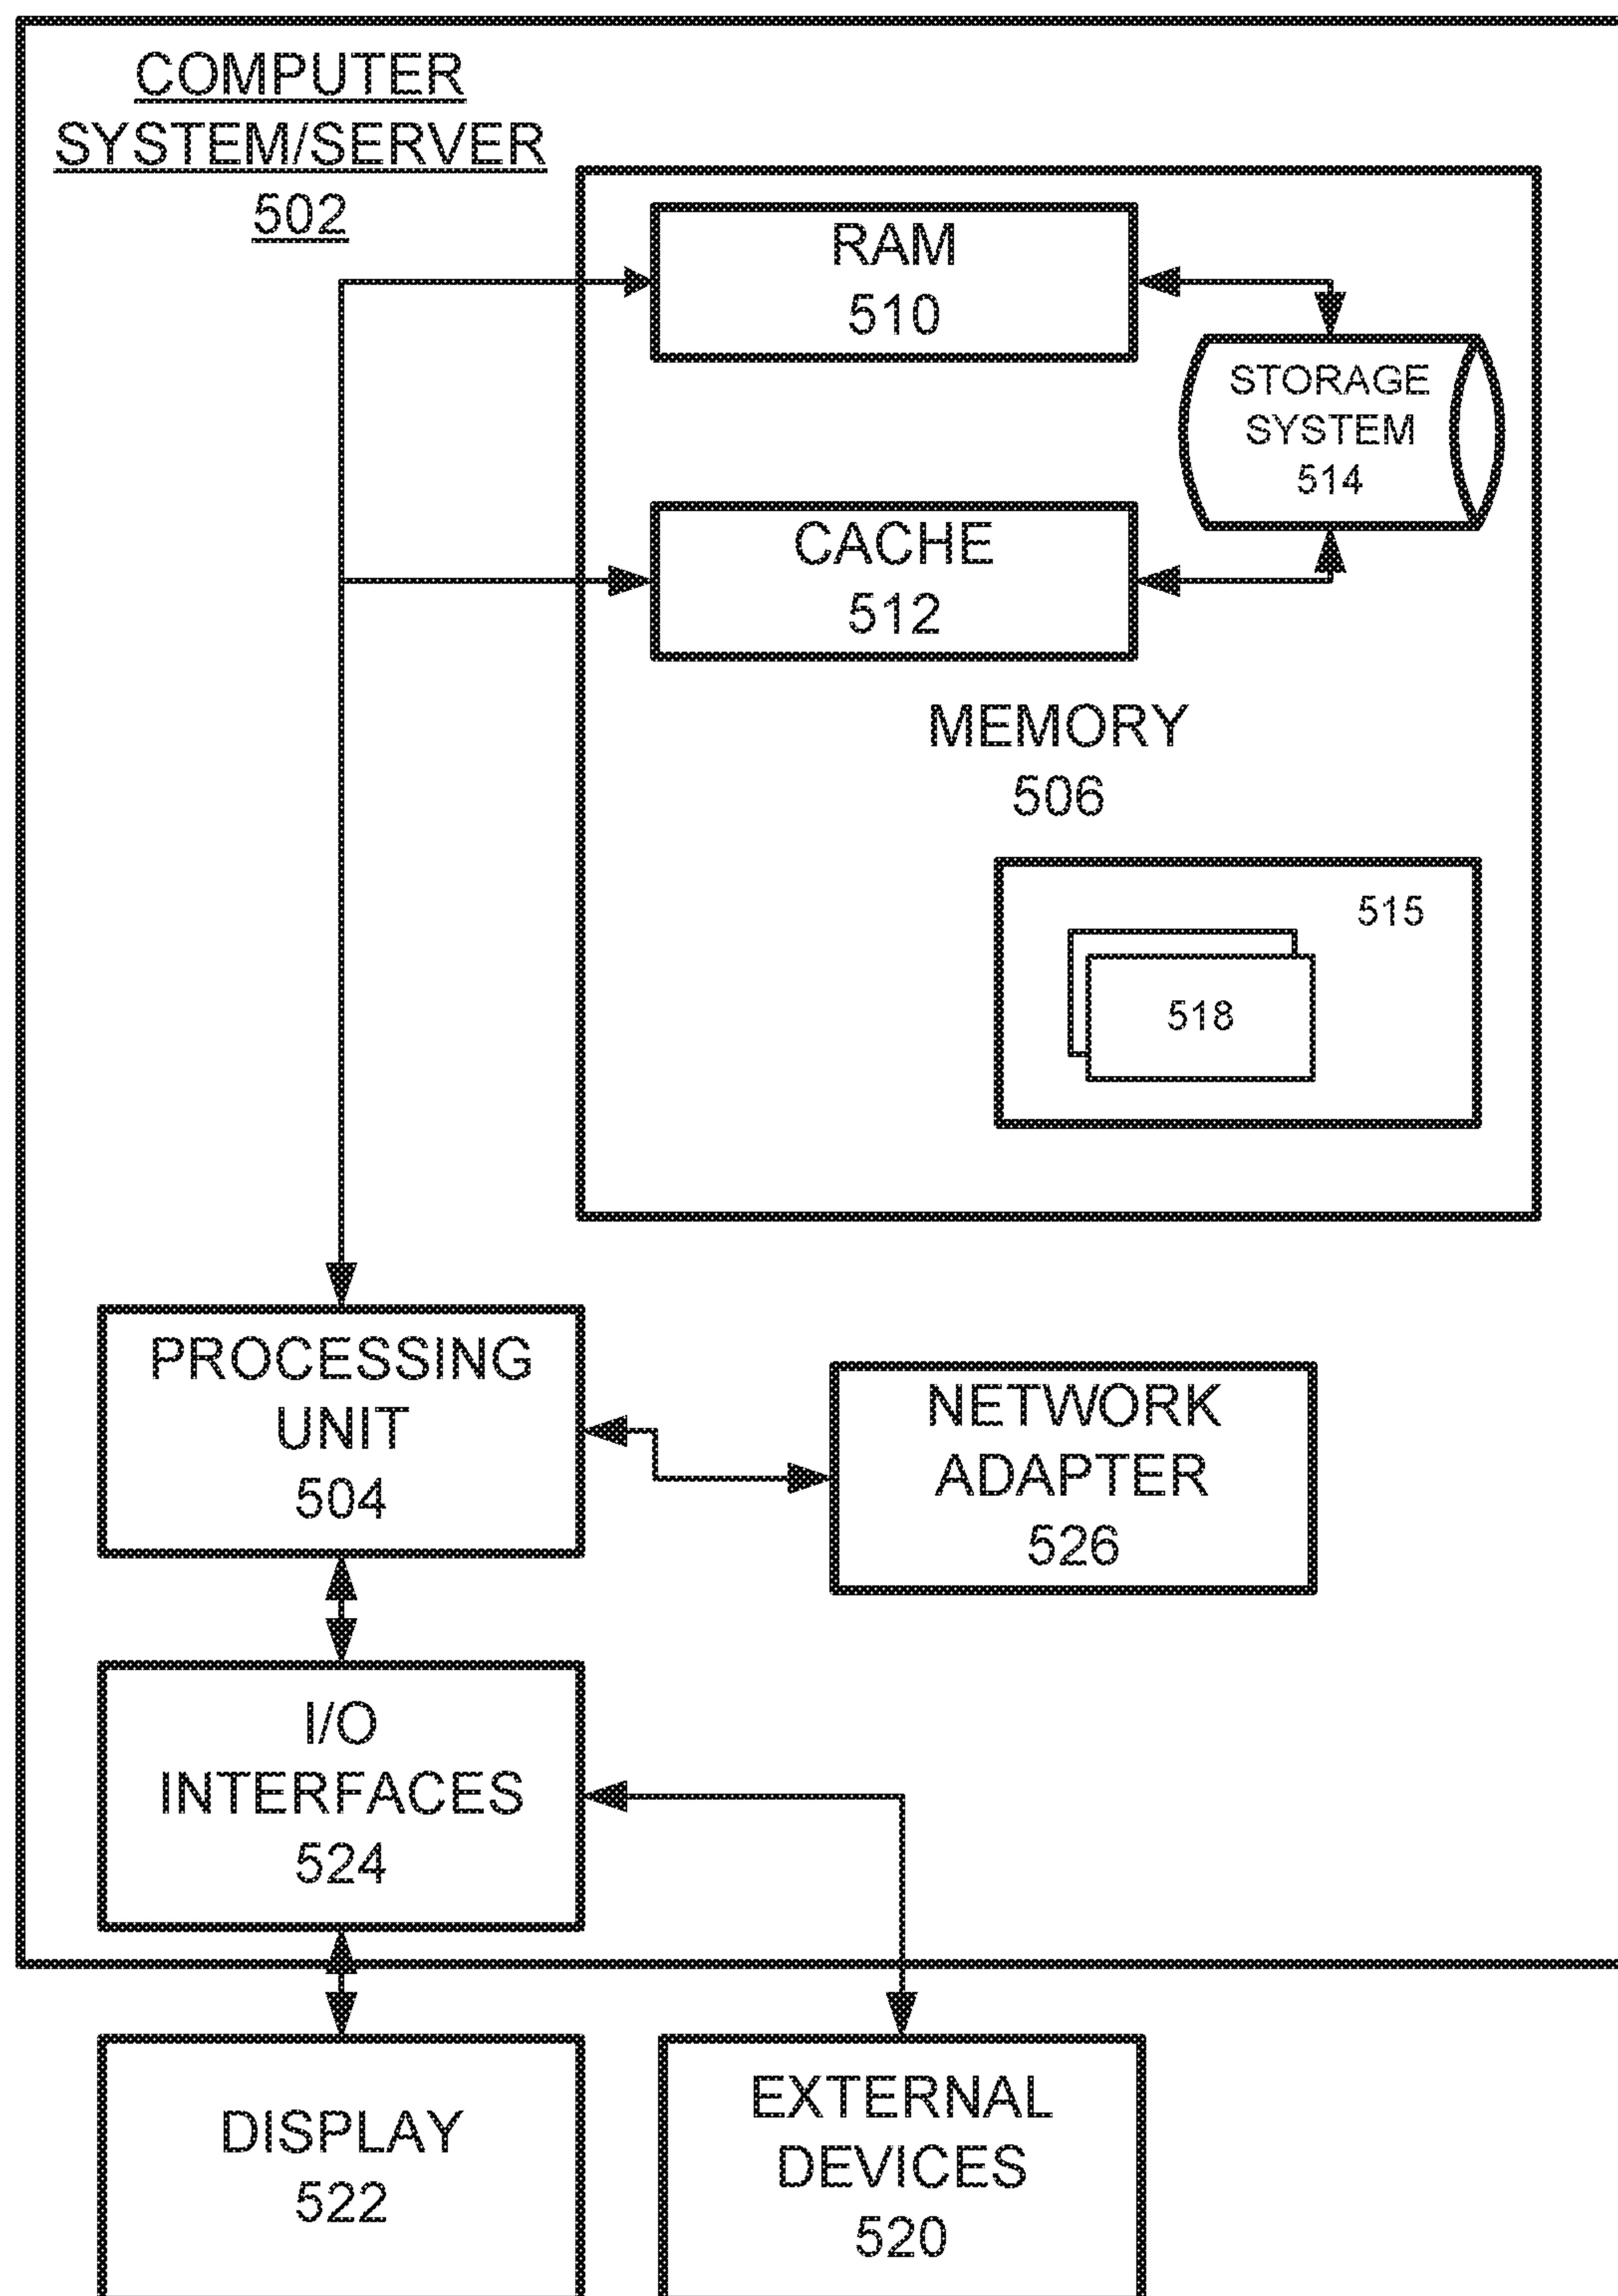 COMPUTER
SYSTEM/SERVER
502
RAM
510
STORAGE
SYSTEM
514
CACHE
512
MEMORY
506
515
518
PROCESSING
UNIT
504
NETWORK
ADAPTER
526
I/O
INTERFACES
524
DISPLAY
522
EXTERNAL
DEVICES
520